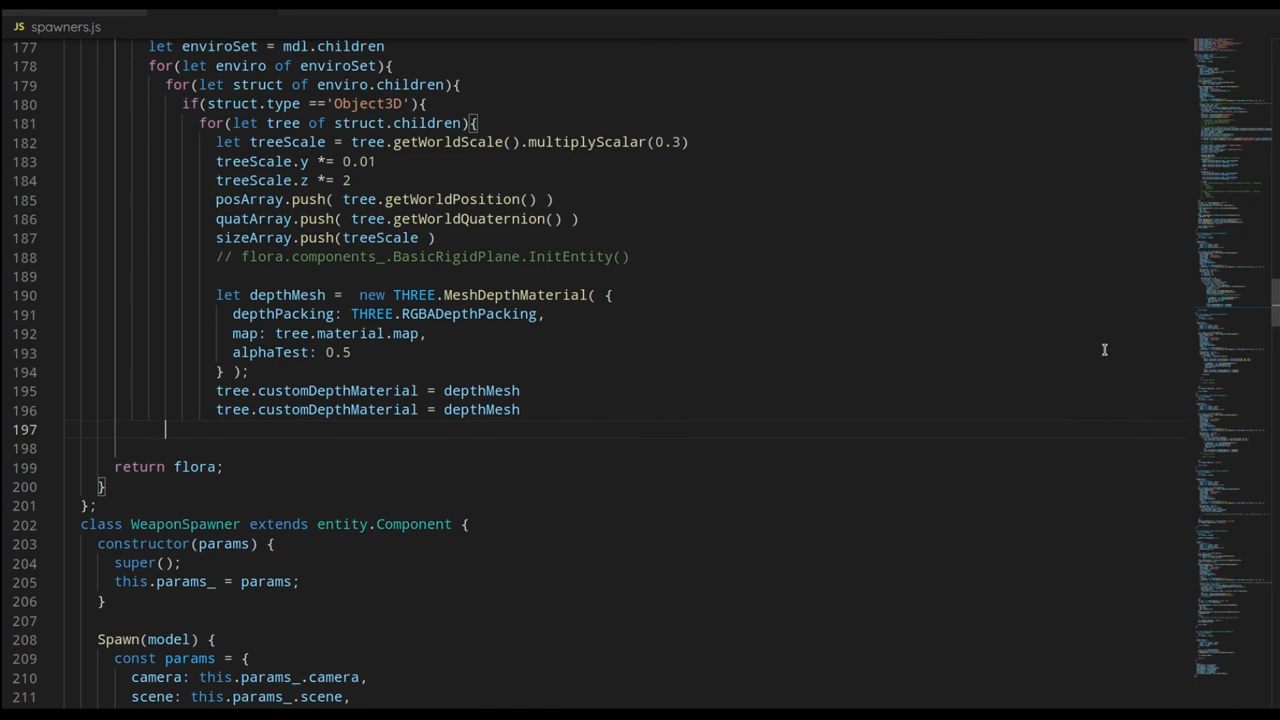 JS spawners.js
177 let enviroSet = mdl.children
178 for(let enviro of enviroSet){
179 for(let struct of enviro.children){
180 if(struct.type =='Object3D'){
181 for(let tree of struct.children){
182 let treeScale = tree.getWorldScale().multiplyScalar(0.3)
183 treeScale.y *= 0.01
184 treeScale.z *= 2
185 posArray.push( tree.getWorldPosition() )
186 quatArray.push( tree.getWorldQuaternion() )
187 sizeArray.push(treeScale )
188 // flora.components_.BasicRigidPlane.InitEntity()
189
190 let depthMesh =  new THREE.MeshDepthMaterial( {
191 depthPacking: THREE.RGBADepthPacking,
192 map: tree.material.map,
193 alphaTest: 0.5
194 } );
195 tree.customDepthMaterial = depthMesh
196 tree.customDepthMaterial = depthMesh
197
198
199 return flora;
200 }
201 };
202 class WeaponSpawner extends entity.Component {
203 constructor(params) {
204 super();
205 this.params_ = params;
206 }
207
208 Spawn(model) {
209 const params = {
210 camera: this.params_.camera,
211 scene: this.params_.scene,